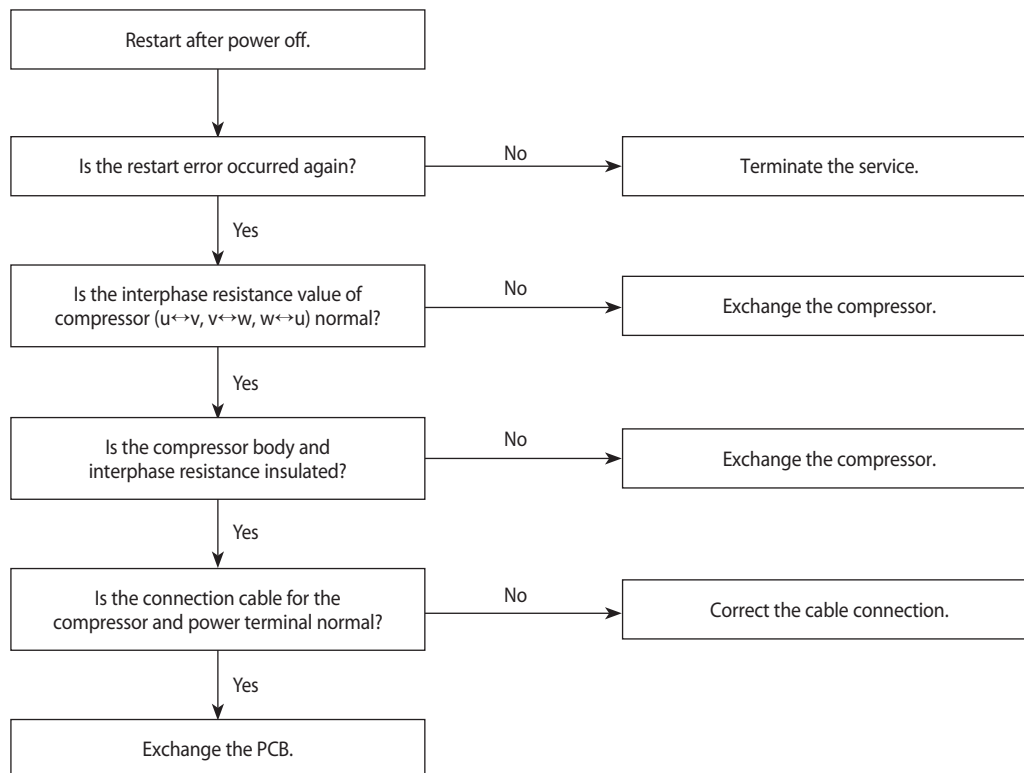 Restart after power off.
Is the restart error occurred again?
No
Terminate the service.
Yes
Is the interphase resistance value of
compressor (u↔v, v↔w, w↔u) normal?
No
Exchange the compressor.
Yes
Is the compressor body and
interphase resistance insulated?
No
Exchange the compressor.
Yes
Is the connection cable for the
compressor and power terminal normal?
No
Correct the cable connection.
Yes
Exchange the PCB.